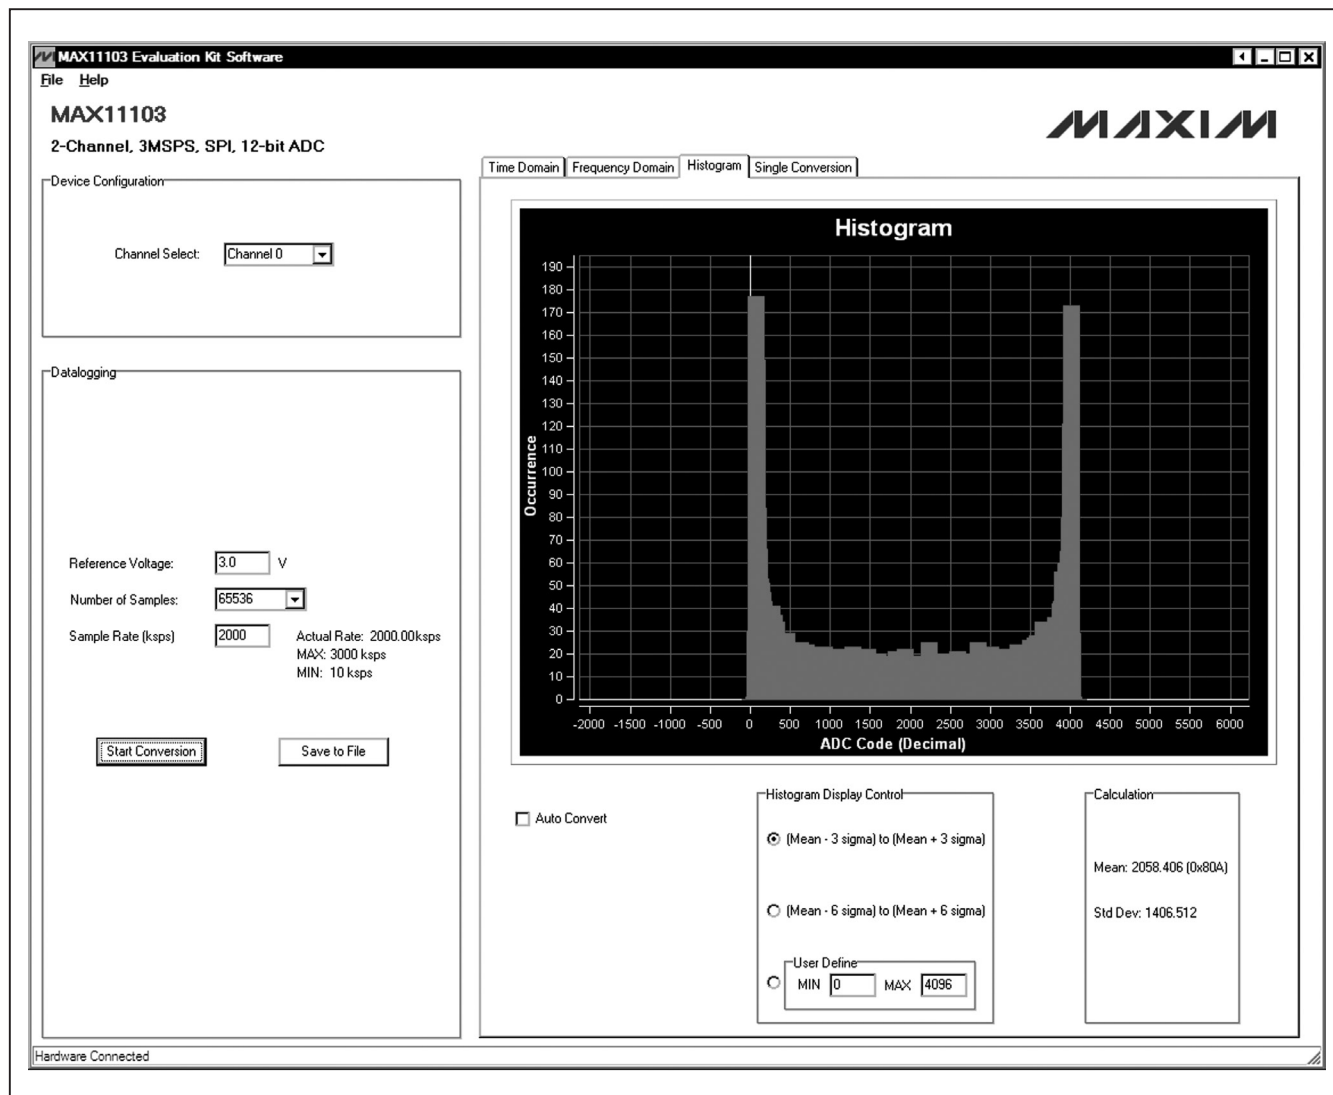 MAX11103 Evaluation Kit Software
File Help
MAX11103
2-Channel, 3MSPS, SPI, 12-bit ADC
MAXIM
Device Configuration
Channel Select: Channel 0
Datalogging
Reference Voltage: 3.0 V
Number of Samples: 65536
Sample Rate (ksps) 2000 Actual Rate: 2000.00ksps
MAX: 3000 ksps
MIN: 10 ksps
Start Conversion Save to File
Time Domain Frequency Domain Histogram Single Conversion
Histogram
Occurrence
190
180
170
160
150
140
130
120
110
100
90
80
70
60
50
40
30
20
10
0
-2000 -1500 -1000 -500 0 500 1000 1500 2000 2500 3000 3500 4000 4500 5000 5500 6000
ADC Code (Decimal)
Auto Convert
Histogram Display Control
(Mean - 3 sigma) to (Mean + 3 sigma)
(Mean - 6 sigma) to (Mean + 6 sigma)
User Define
MIN 0 MAX 4096
Calculation
Mean: 2058.406 (0x80A)
Std Dev: 1406.512
Hardware Connected